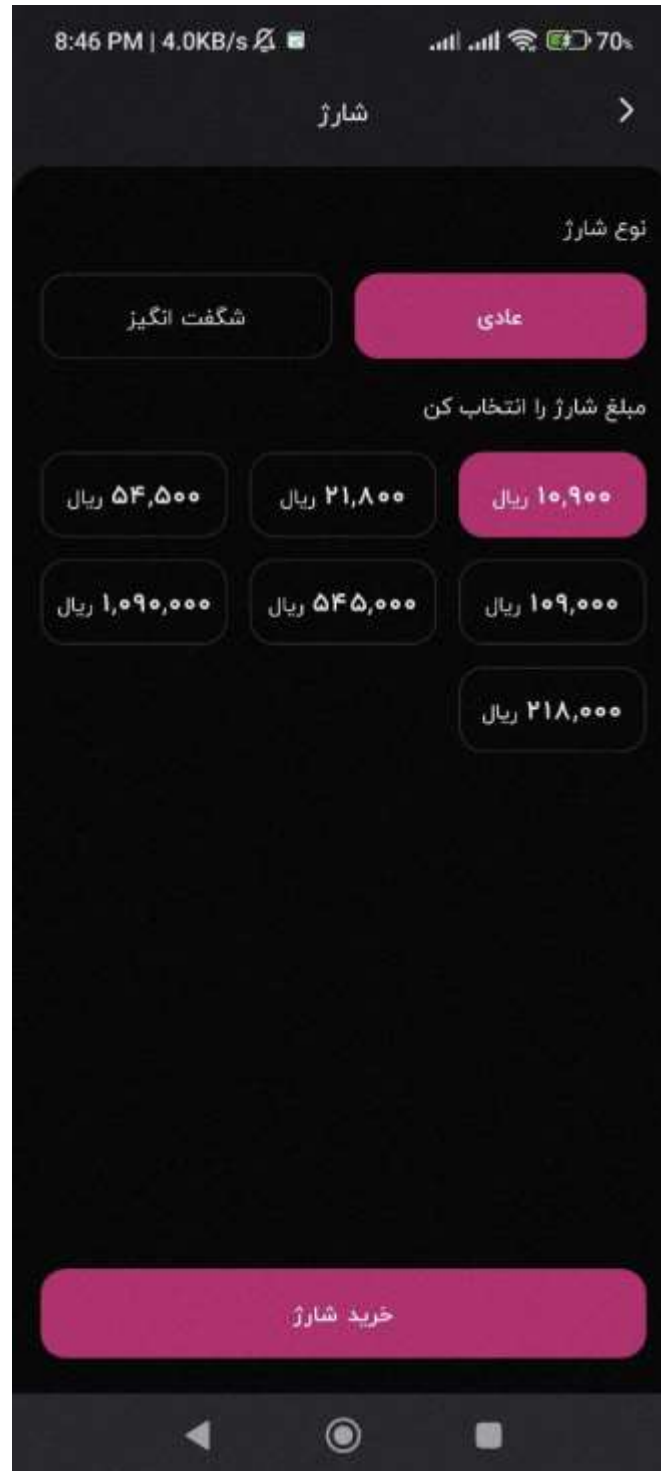 8:46 PM | 4.0KB/s 70%
شارژ
نوع شارژ
عادی شگفت انگیز
مبلغ شارژ را انتخاب کن
۱۰,۹۰۰ ریال ۲۱,۸۰۰ ریال ۵۴,۵۰۰ ریال
۱۰۹,۰۰۰ ریال ۵۴۵,۰۰۰ ریال ۱,۰۹۰,۰۰۰ ریال
۲۱۸,۰۰۰ ریال
خرید شارژ